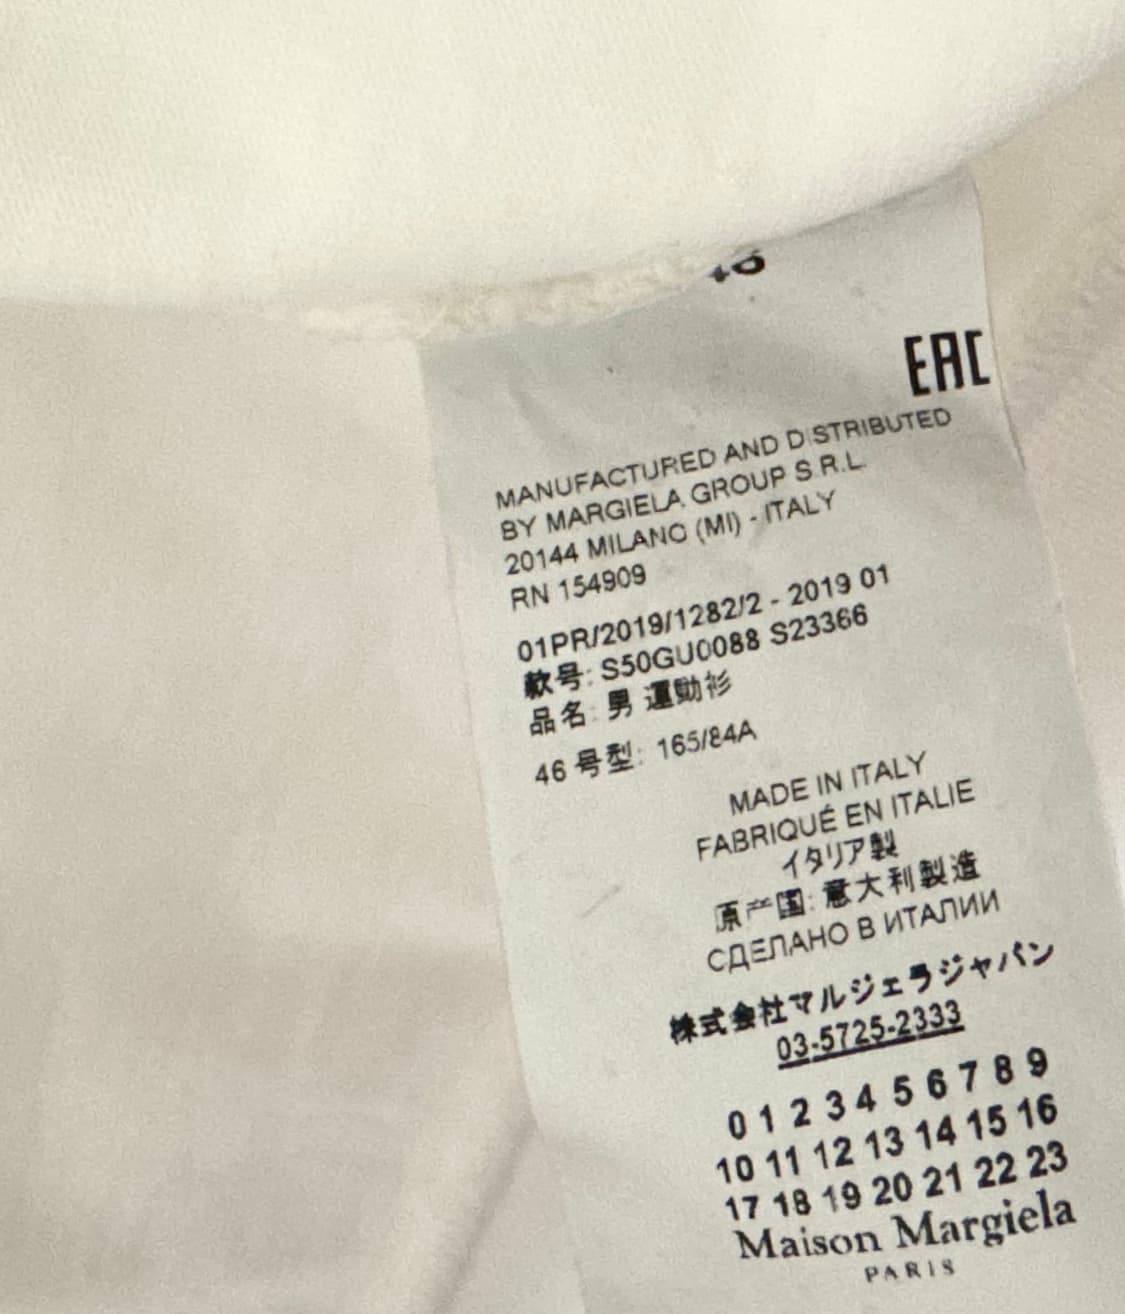 46
EAC
MANUFACTURED AND DISTRIBUTED
BY MARGIELA GROUP S.R.L.
20144 MILANO (MI) - ITALY
RN 154909
01PR/2019/1282/2 - 2019 01
款号: S50GU0088 S23366
品名: 男 運動衫
46 号型: 165/84A
MADE IN ITALY
FABRIQUÉ EN ITALIE
イタリア製
原产国: 意大利製造
СДЕЛАНО В ИТАЛИИ
株式会社マルジェラジャパン
03-5725-2333
0 1 2 3 4 5 6 7 8 9
10 11 12 13 14 15 16
17 18 19 20 21 22 23
Maison Margiela
PARIS